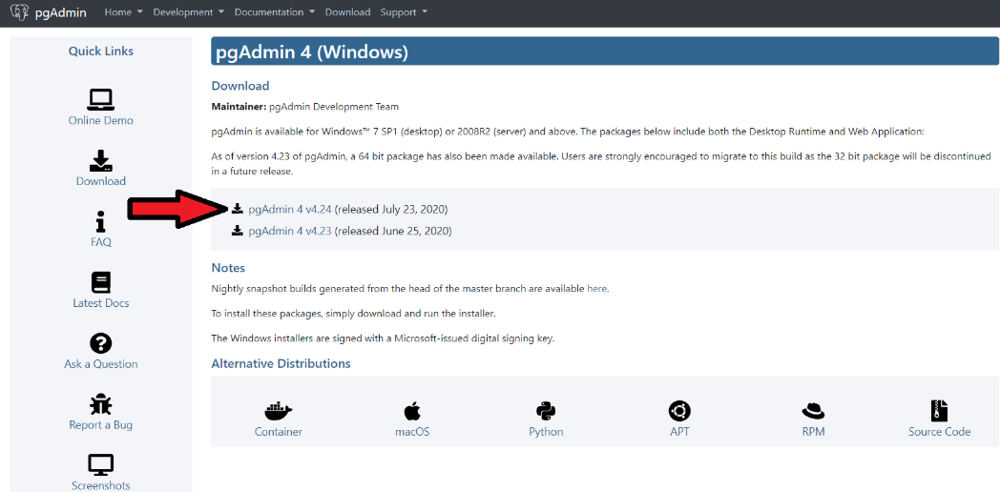 pgAdmin Home Development Documentation Download Support
Quick Links
Online Demo
Download
FAQ
Latest Docs
Ask a Question
Report a Bug
Screenshots
pgAdmin 4 (Windows)
Download
Maintainer: pgAdmin Development Team
pgAdmin is available for Windows™ 7 SP1 (desktop) or 2008R2 (server) and above. The packages below include both the Desktop Runtime and Web Application:
As of version 4.23 of pgAdmin, a 64 bit package has also been made available. Users are strongly encouraged to migrate to this build as the 32 bit package will be discontinued
in a future release.
pgAdmin 4 v4.24 (released July 23, 2020)
pgAdmin 4 v4.23 (released June 25, 2020)
Notes
Nightly snapshot builds generated from the head of the master branch are available here.
To install these packages, simply download and run the installer.
The Windows installers are signed with a Microsoft-issued digital signing key.
Alternative Distributions
Container macOS Python APT RPM Source Code